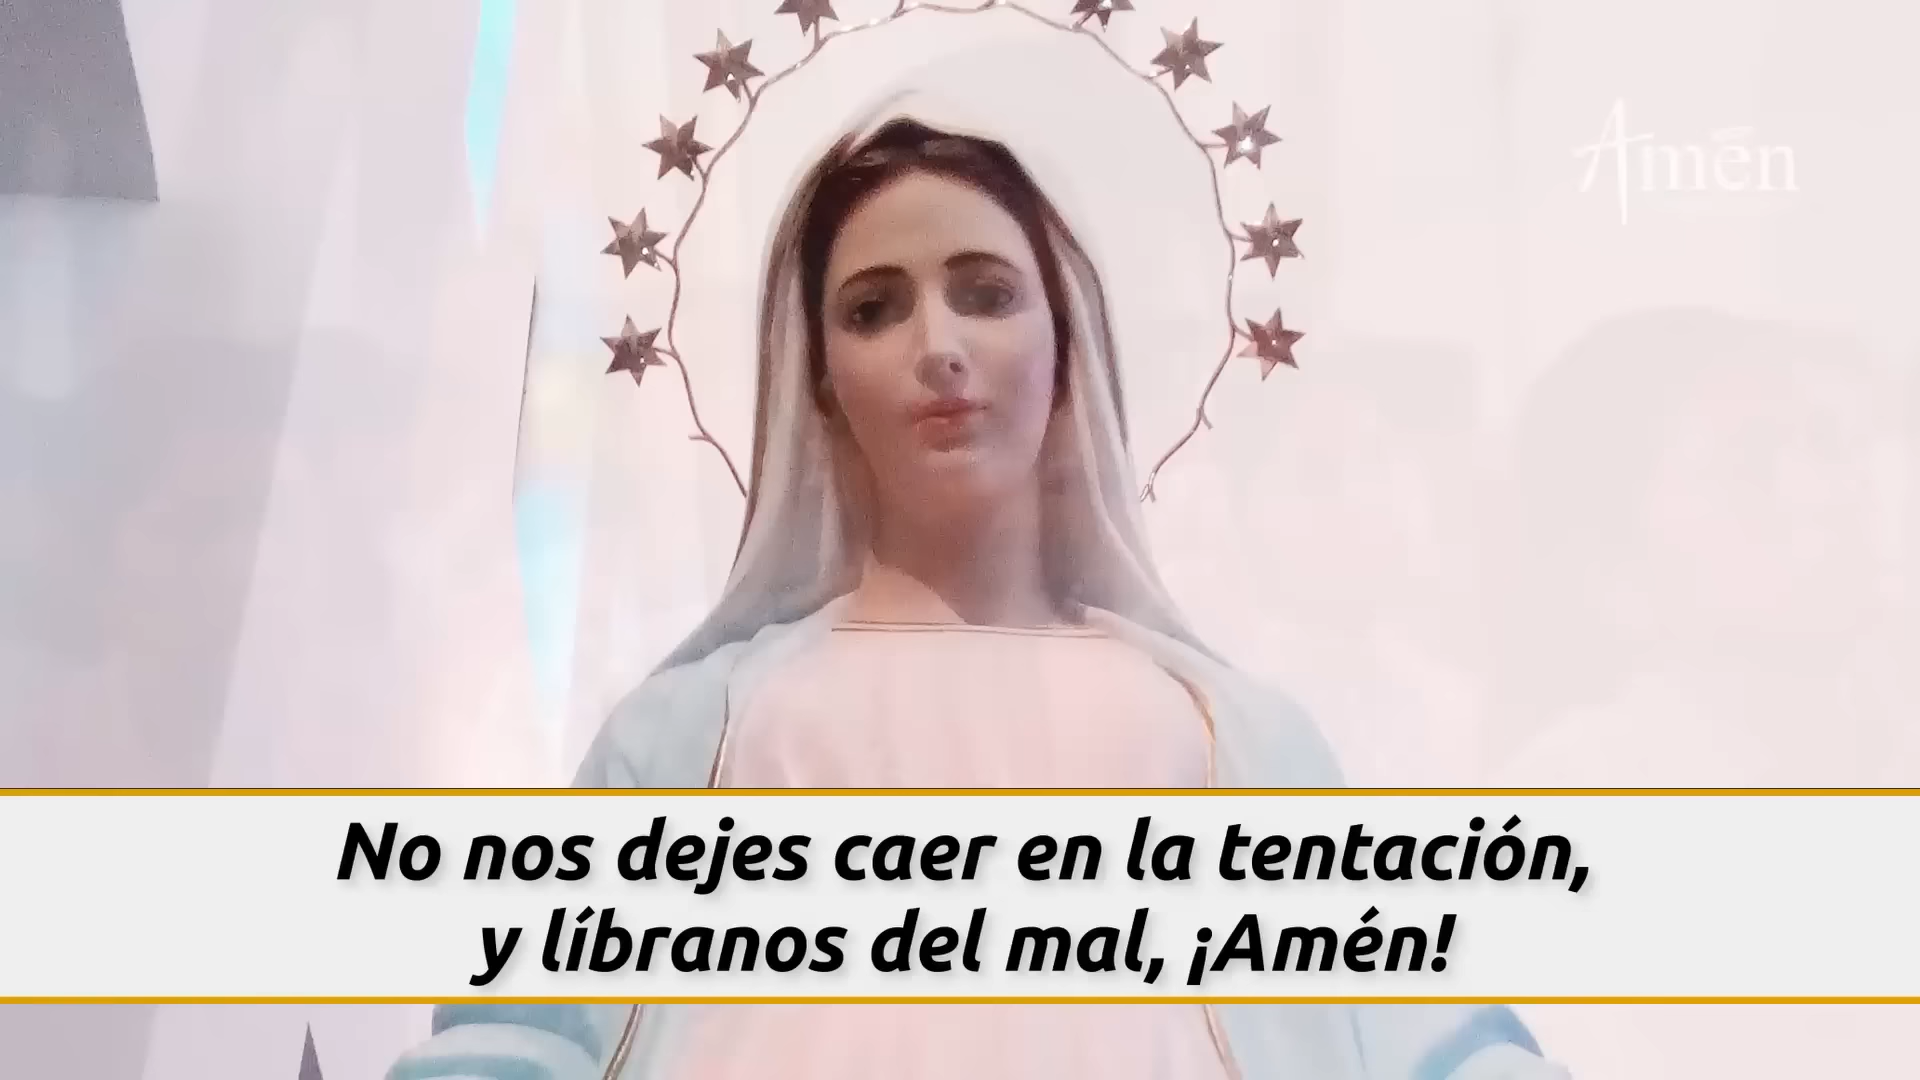 Amén
No nos dejes caer en la tentación,
y líbranos del mal, ¡Amén!